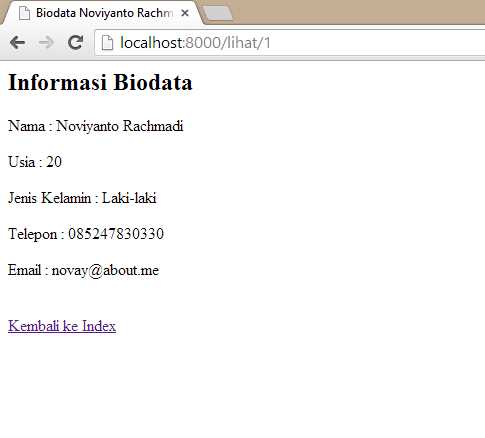 Biodata Noviyanto Rachm
localhost:8000/lihat/1
Informasi Biodata
Nama : Noviyanto Rachmadi
Usia : 20
Jenis Kelamin : Laki-laki
Telepon : 085247830330
Email : novay@about.me
Kembali ke Index